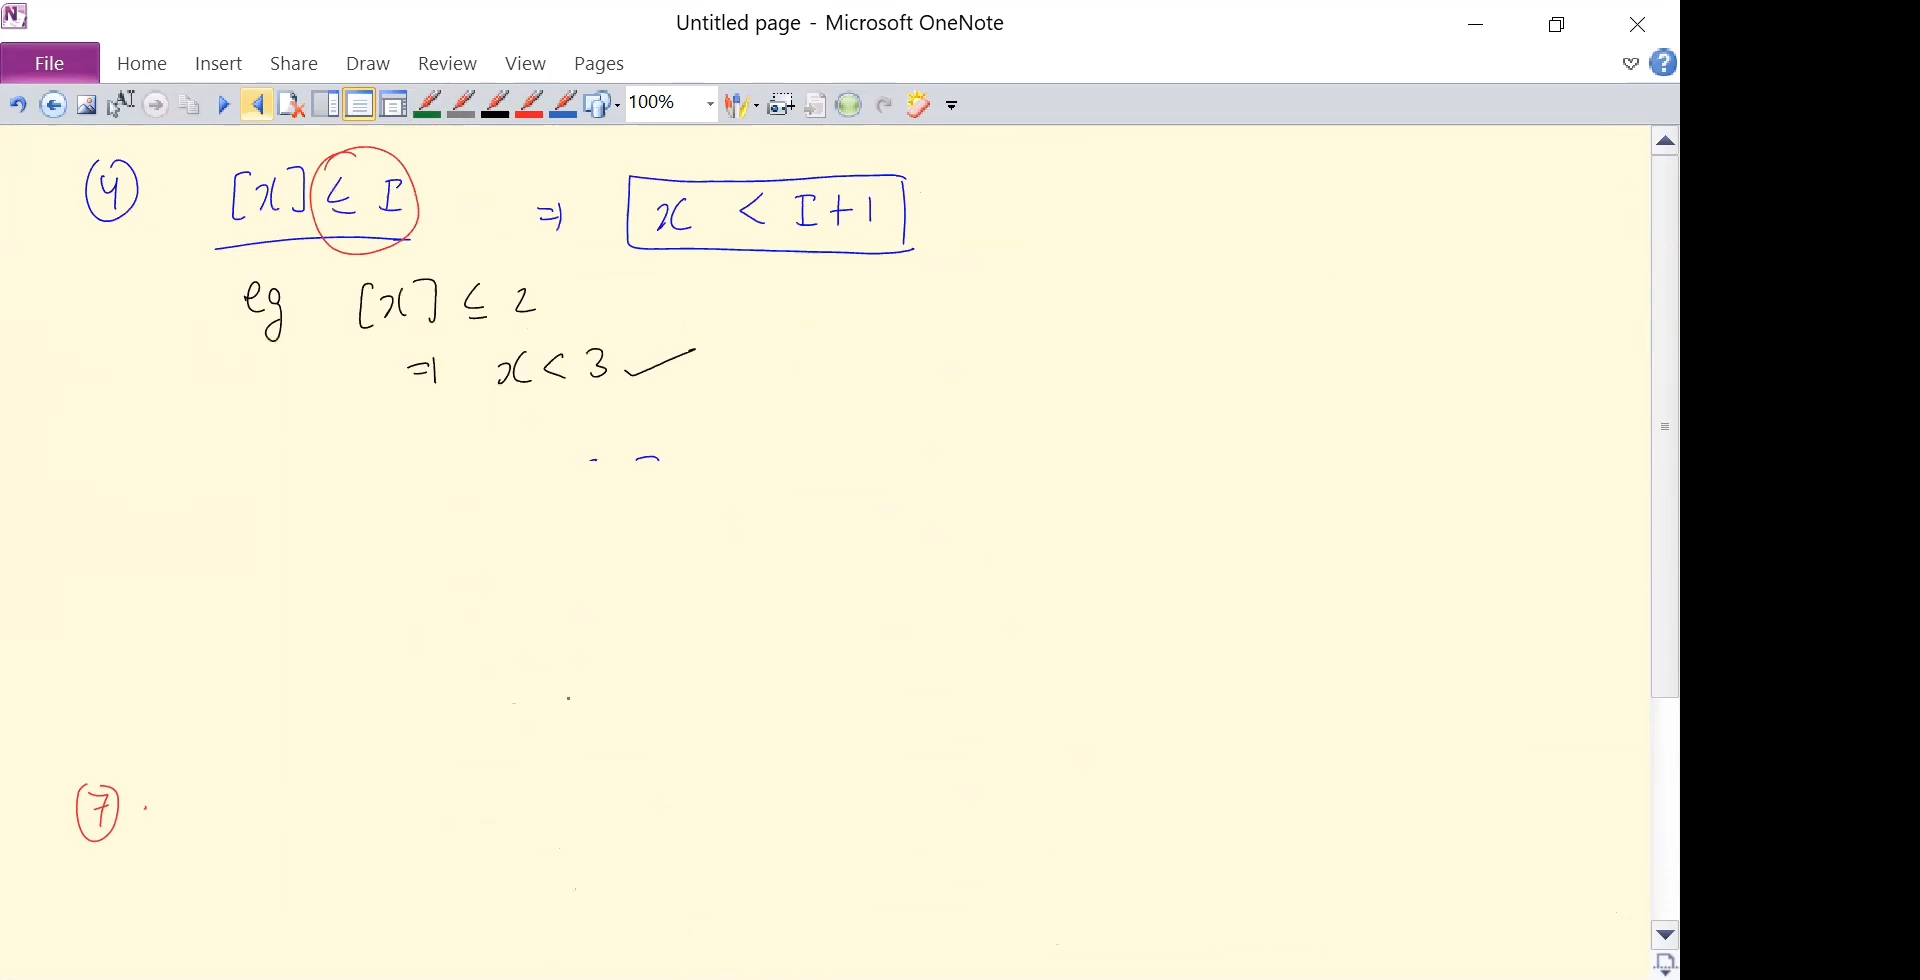 Untitled page - Microsoft OneNote
File Home Insert Share Draw Review View Pages
100%
④ [x] ≤ I ⇒ x < I + 1
eg [x] ≤ 2
⇒ x < 3 ✓
⑦